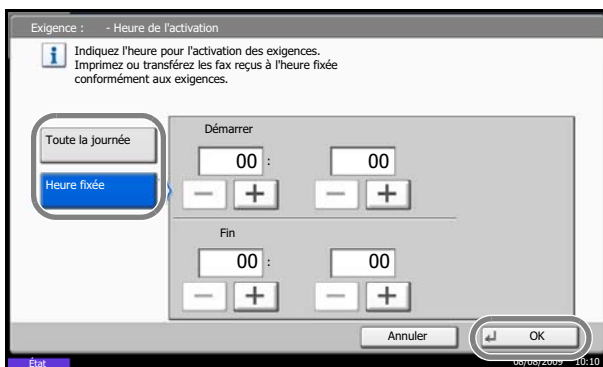 Exigence : - Heure de l'activation
Indiquez l'heure pour l'activation des exigences.
Imprimez ou transférez les fax reçus à l'heure fixée
conformément aux exigences.
Toute la journée
Heure fixée
Démarrer
00 : 00
Fin
00 : 00
Annuler
OK
État
08/08/2009 10:10